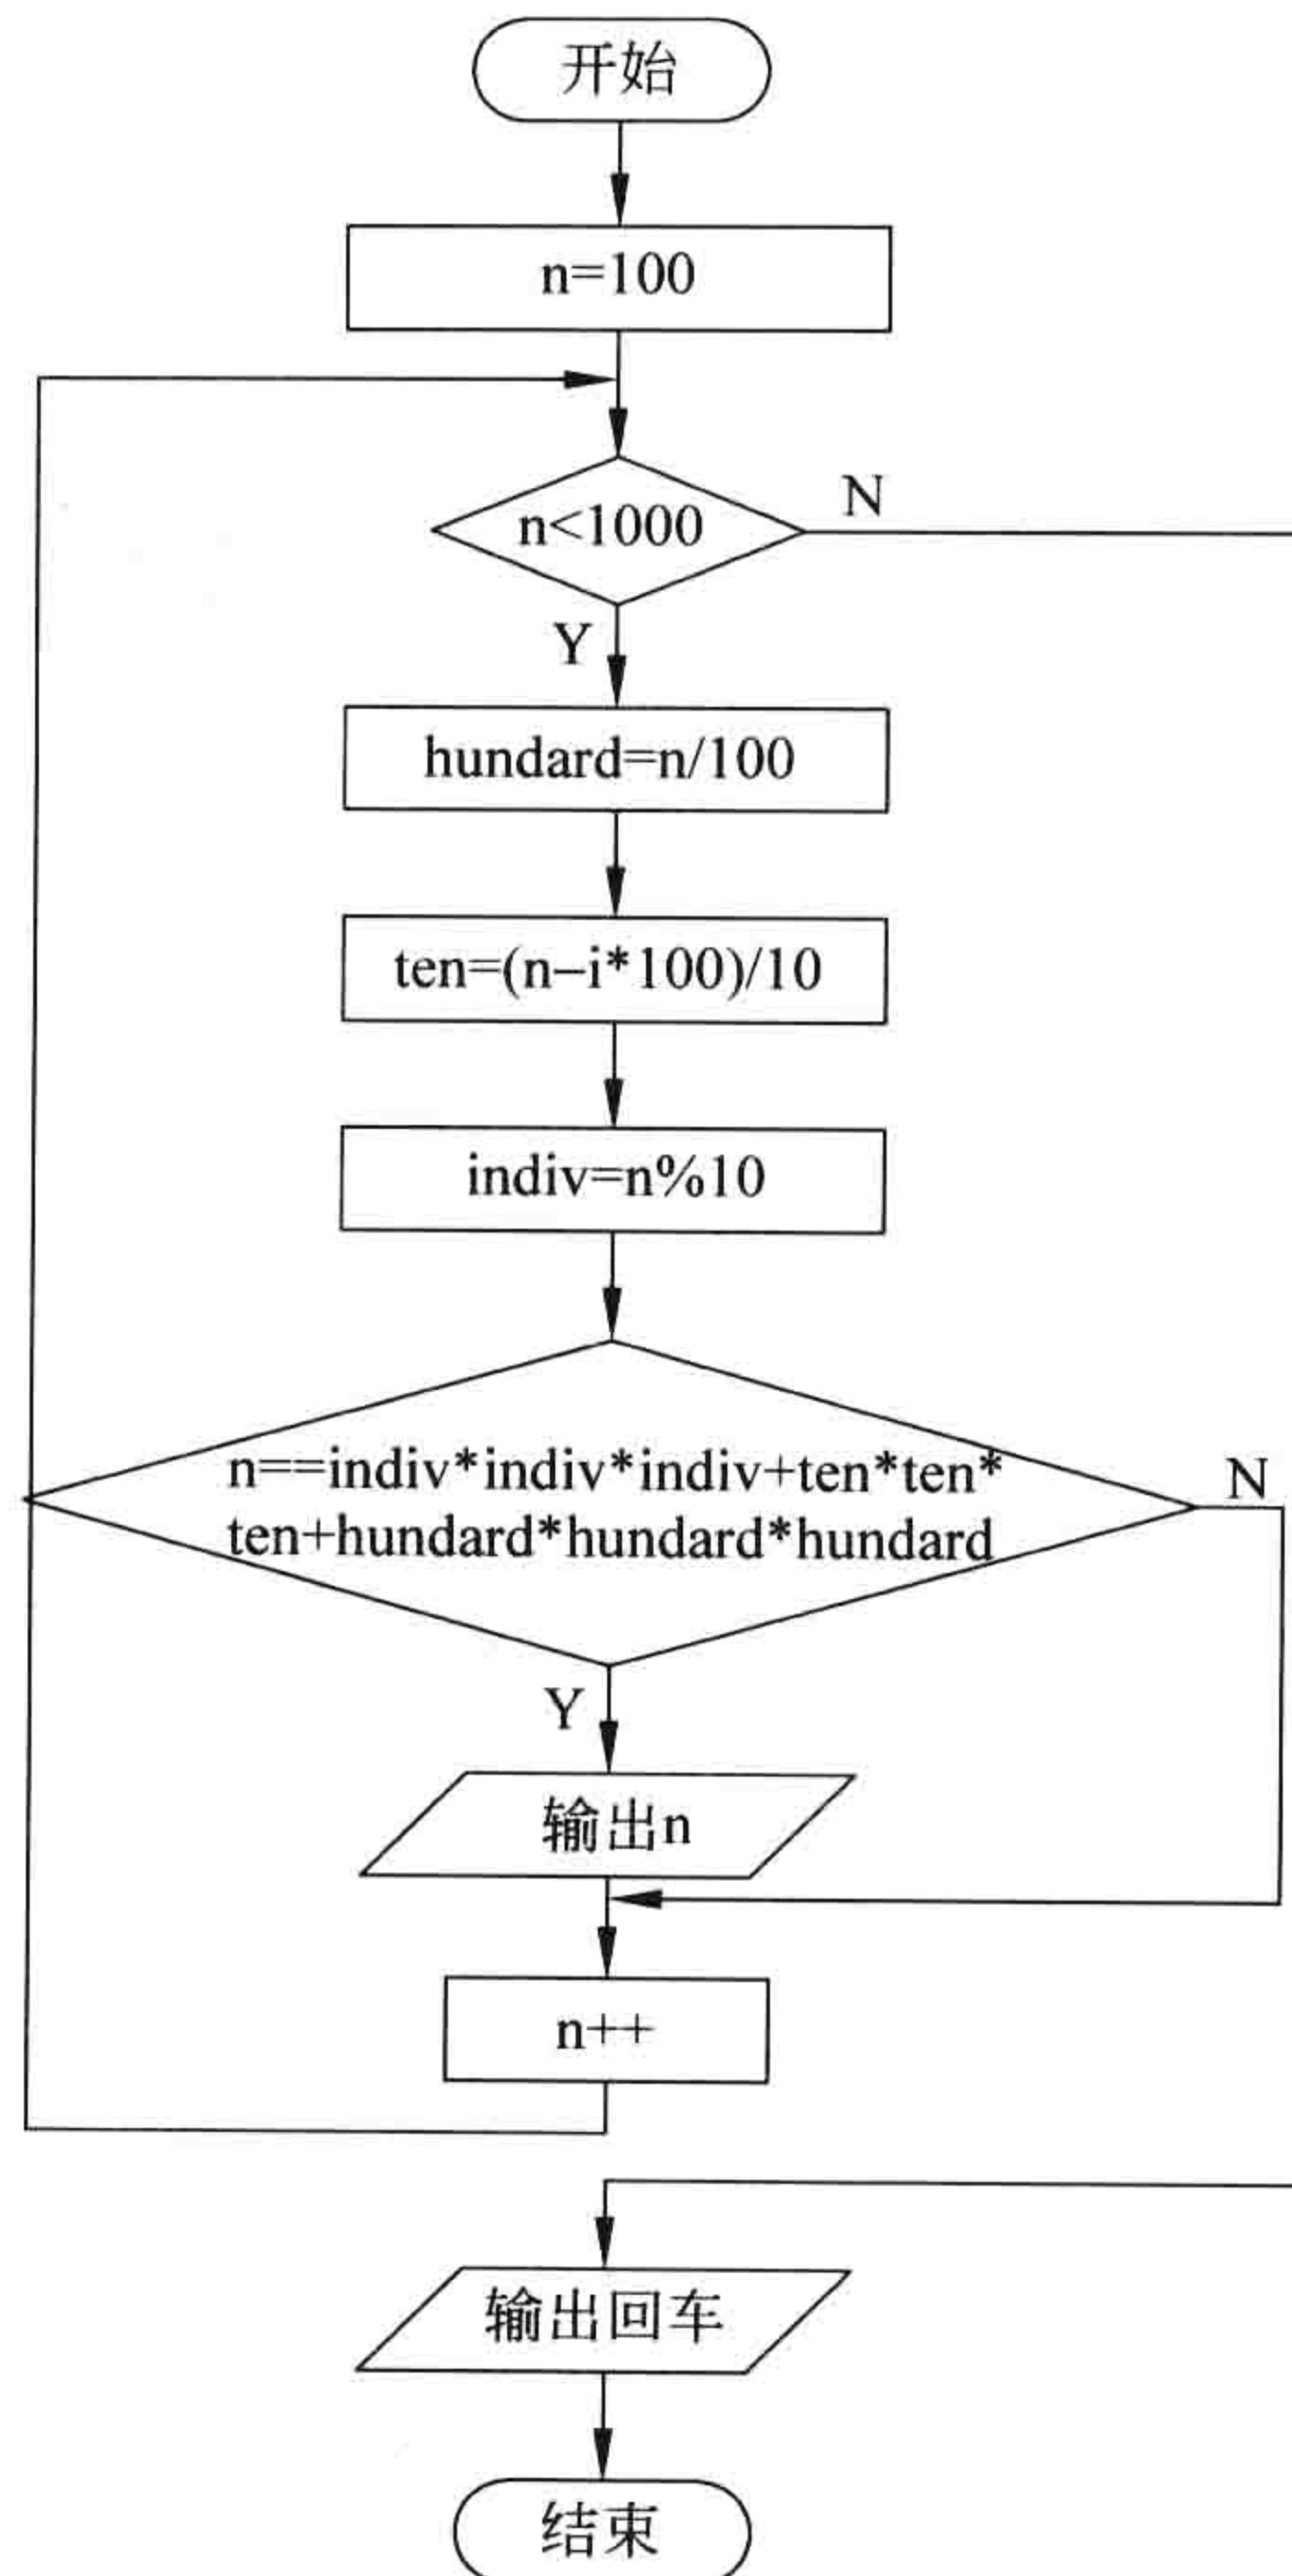 开始
n=100
n<1000
N
Y
hundard=n/100
ten=(n–i*100)/10
indiv=n%10
n==indiv*indiv*indiv+ten*ten*
ten+hundard*hundard*hundard
N
Y
输出n
n++
输出回车
结束